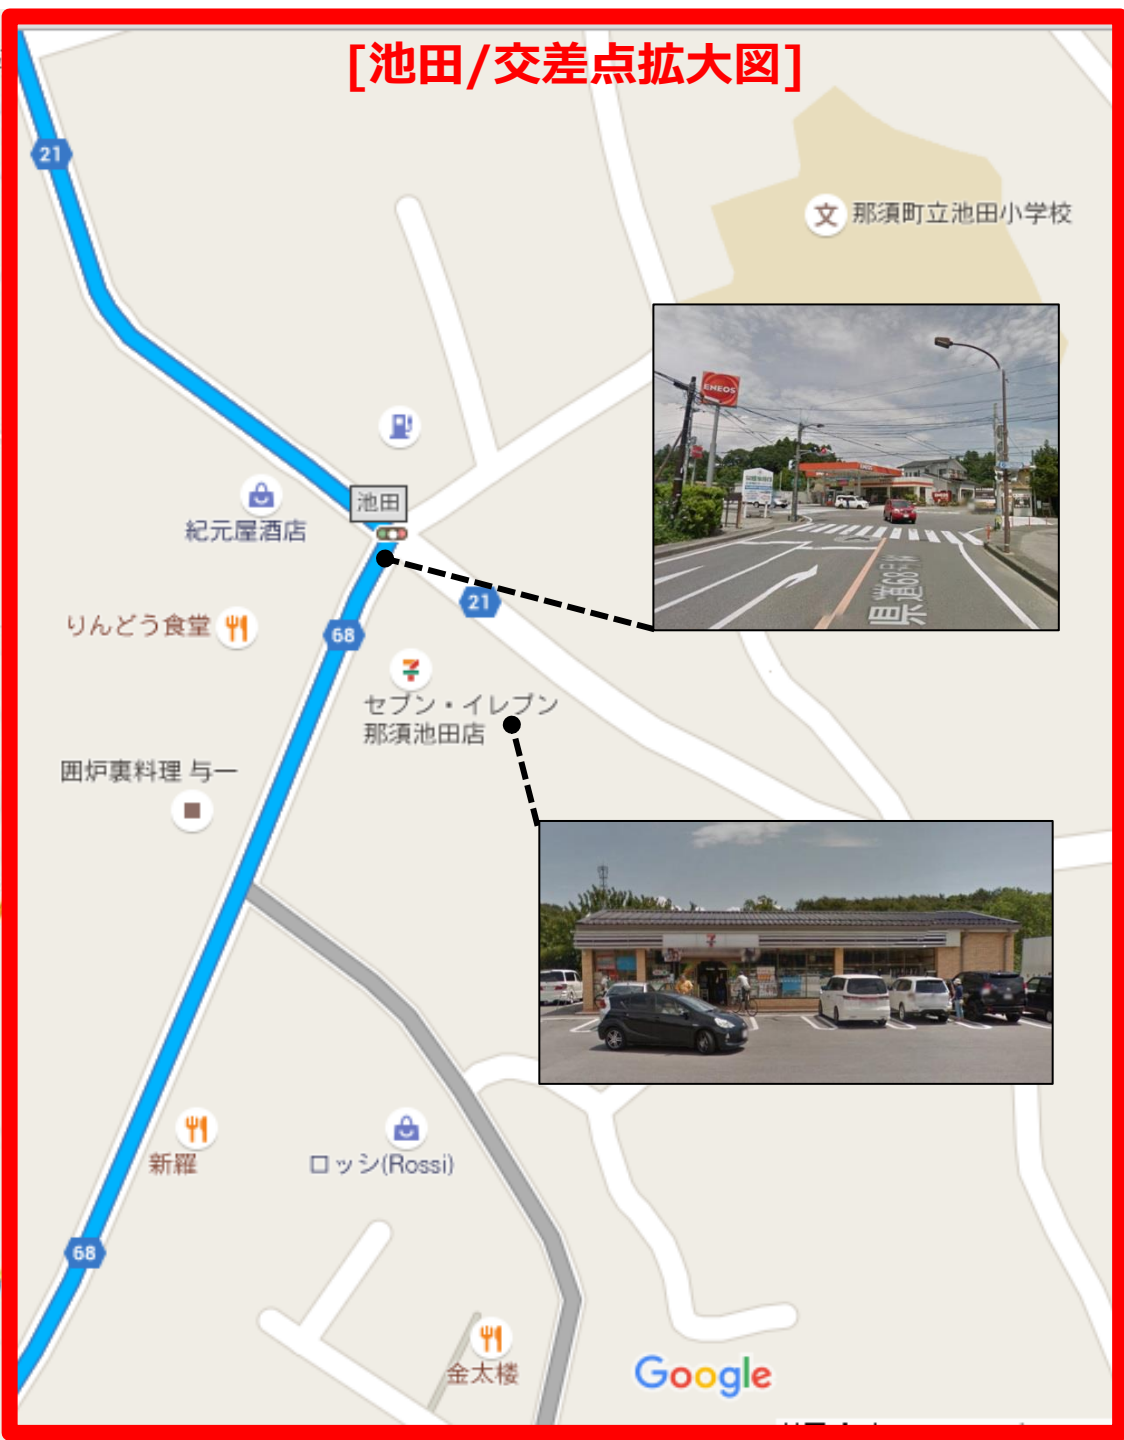 [池田/交差点拡大図]
21
文 那須町立池田小学校
ENEOS
池田
紀元屋酒店
県道68号
21
りんどう食堂
68
セブン・イレブン
那須池田店
囲炉裏料理 与一
7
新羅
ロッシ(Rossi)
68
金太楼
Google